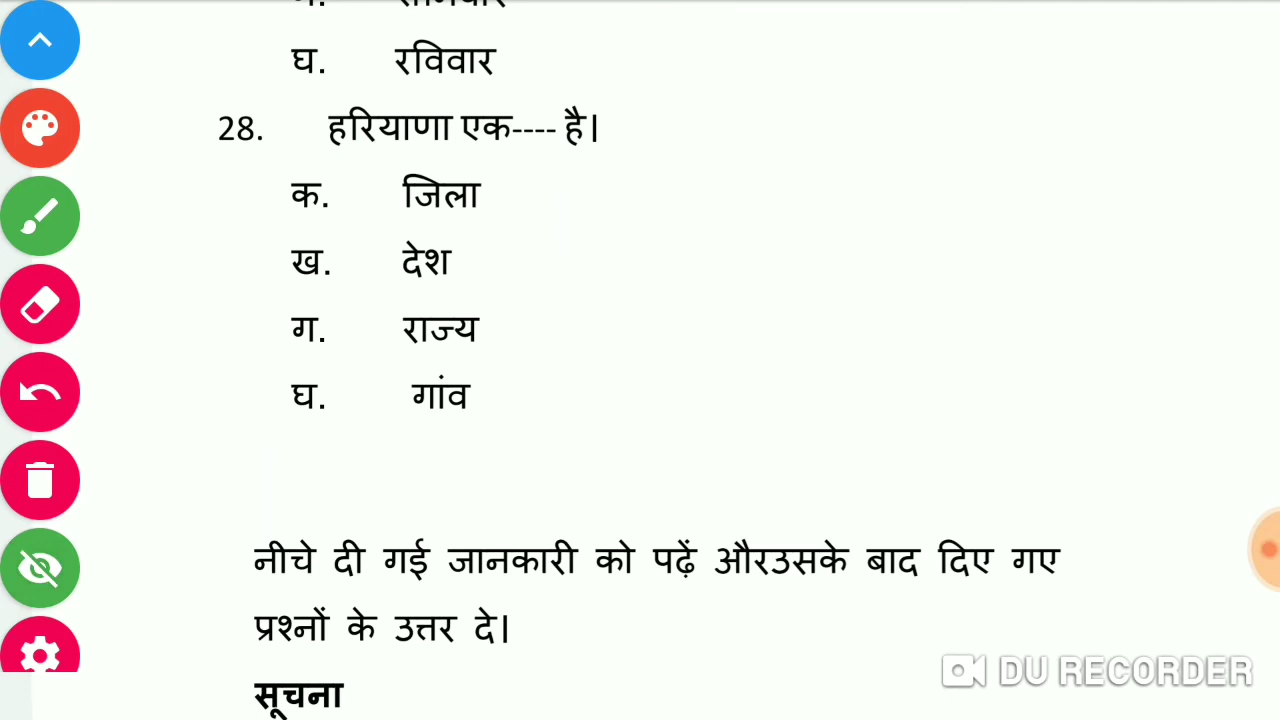 घ. रविवार
28. हरियाणा एक---- है।
क. जिला
ख. देश
ग. राज्य
घ. गांव
नीचे दी गई जानकारी को पढ़ें औरउसके बाद दिए गए
प्रश्नों के उत्तर दे।
सूचना
DU RECORDER